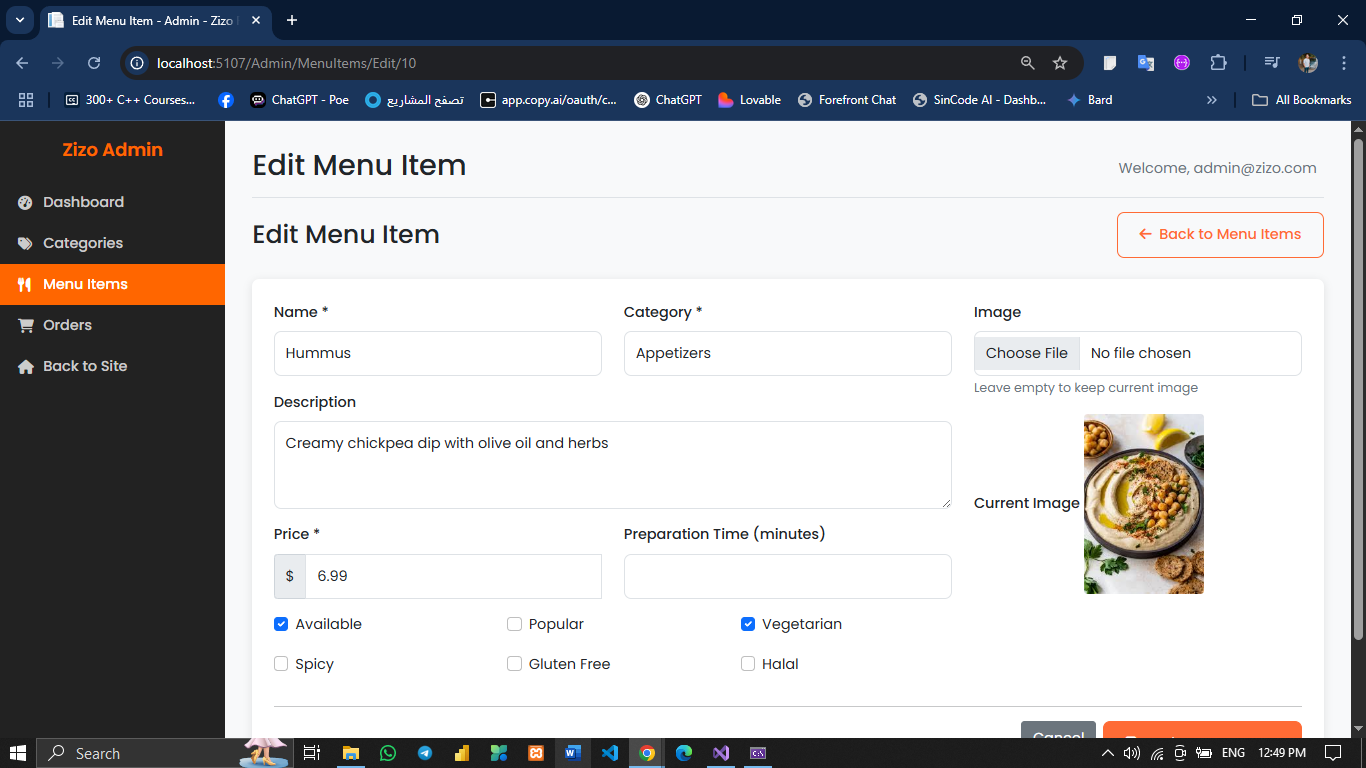 Edit Menu Item - Admin - Zizo
localhost:5107/Admin/MenuItems/Edit/10
300+ C++ Courses...
ChatGPT - Poe
تصفح المشاريع
app.copy.ai/oauth/c...
ChatGPT
Lovable
Forefront Chat
SinCode AI - Dashb...
Bard
»
All Bookmarks
Zizo Admin
Dashboard
Categories
Menu Items
Orders
Back to Site
Edit Menu Item
Welcome, admin@zizo.com
Edit Menu Item
← Back to Menu Items
Name *
Category *
Image
Hummus
Appetizers
Choose File
No file chosen
Leave empty to keep current image
Description
Creamy chickpea dip with olive oil and herbs
Current Image
Price *
Preparation Time (minutes)
$
6.99
Available
Popular
Vegetarian
Spicy
Gluten Free
Halal
Cancel
Search
ENG
12:49 PM